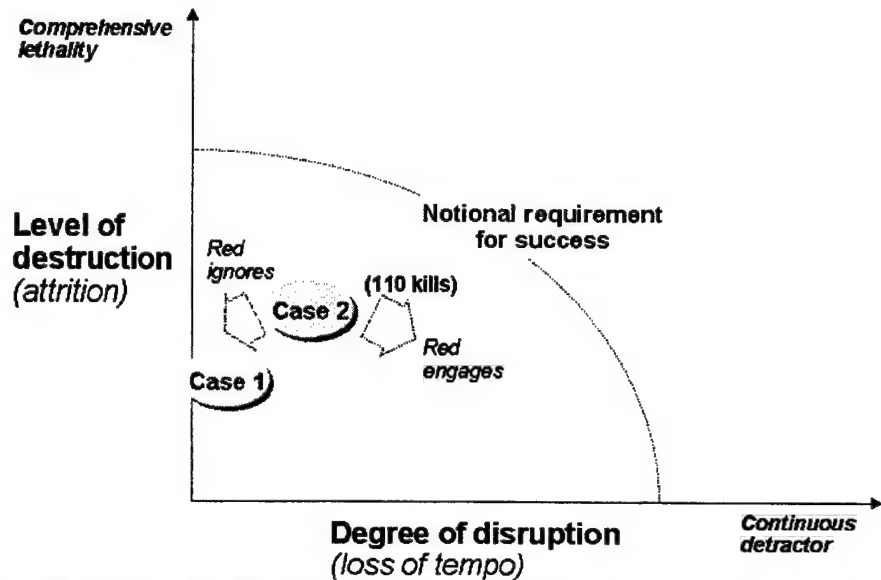 Comprehensive
lethality
Level of
destruction
(attrition)
Red
ignores
Notional requirement
for success
(110 kills)
Case 2
Red
engages
Case 1
Degree of disruption
(loss of tempo)
Continuous
detractor